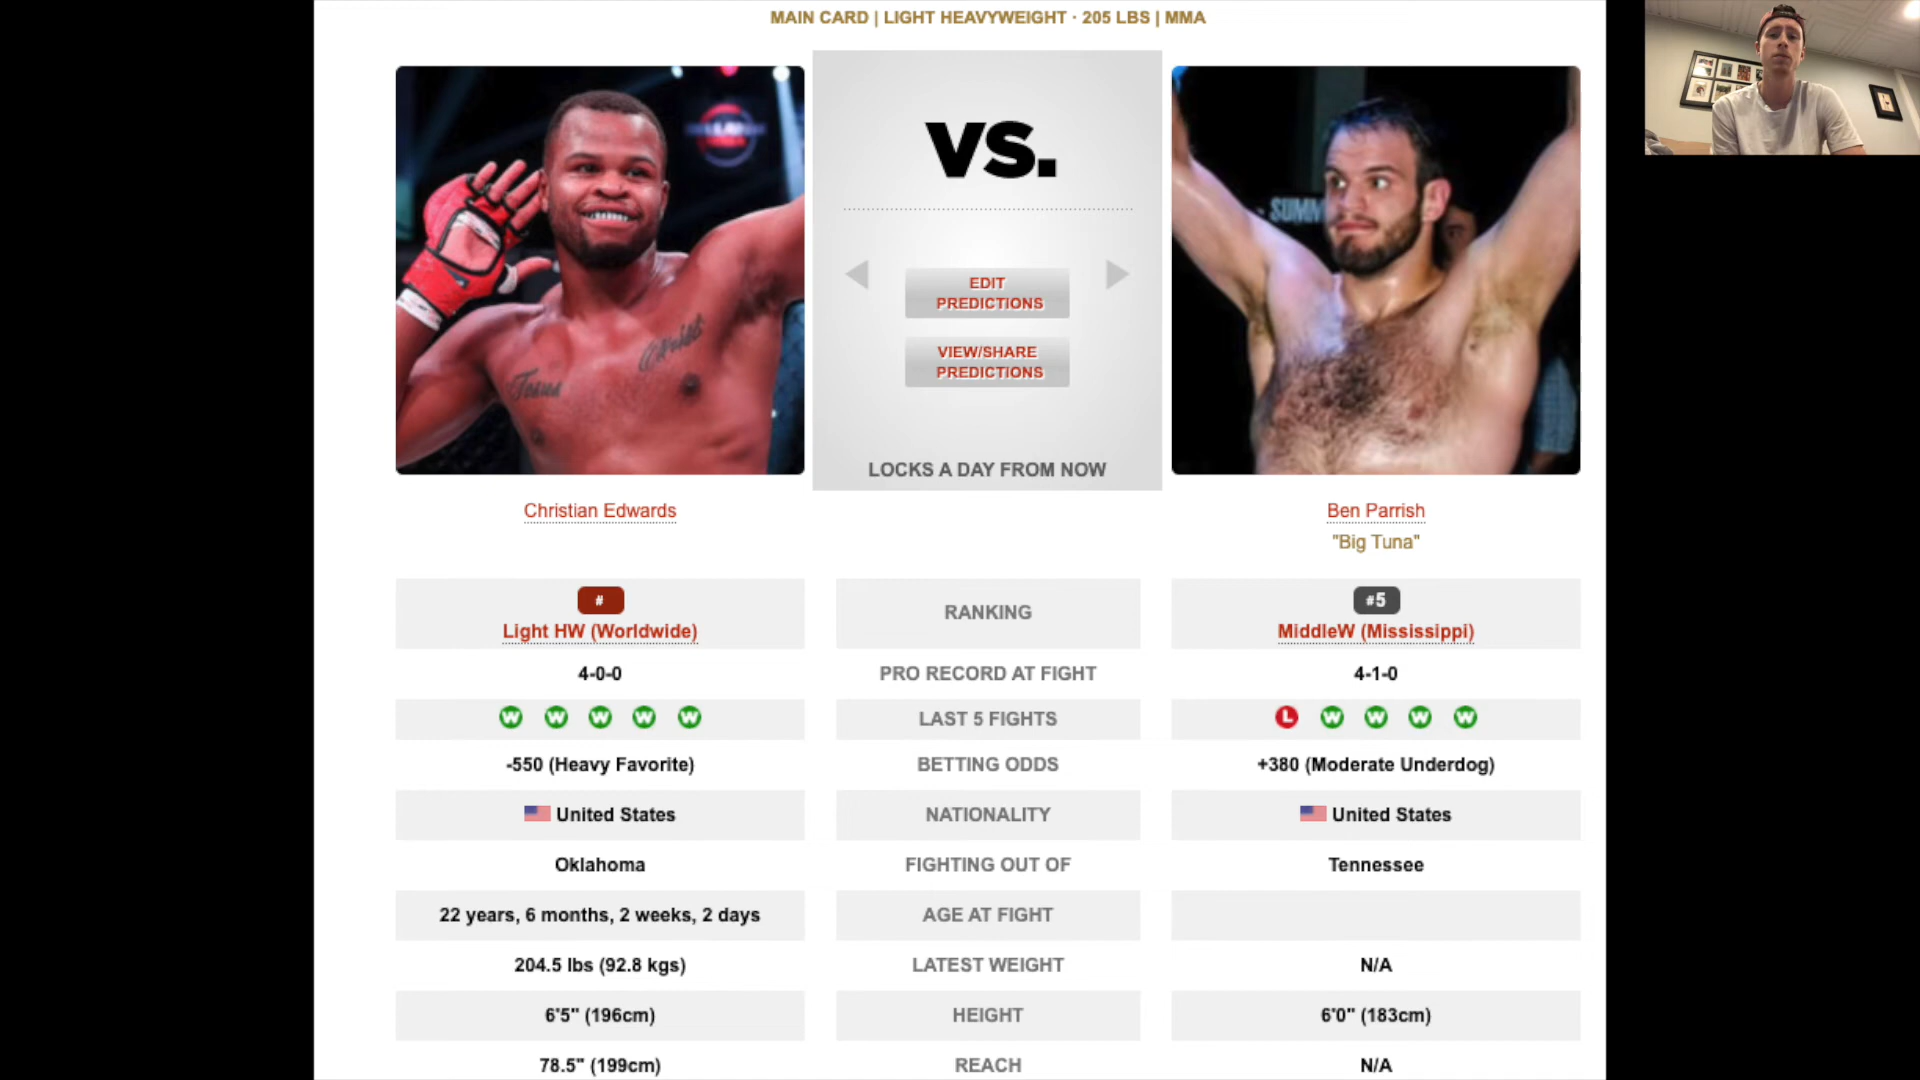 MAIN CARD | LIGHT HEAVYWEIGHT · 205 LBS | MMA
VS.
EDIT
PREDICTIONS
VIEW/SHARE
PREDICTIONS
LOCKS A DAY FROM NOW
Christian Edwards
Ben Parrish
"Big Tuna"
# RANKING #5
Light HW (Worldwide) MiddleW (Mississippi)
4-0-0 PRO RECORD AT FIGHT 4-1-0
W W W W W LAST 5 FIGHTS L W W W W
-550 (Heavy Favorite) BETTING ODDS +380 (Moderate Underdog)
United States NATIONALITY United States
Oklahoma FIGHTING OUT OF Tennessee
22 years, 6 months, 2 weeks, 2 days AGE AT FIGHT
204.5 lbs (92.8 kgs) LATEST WEIGHT N/A
6'5" (196cm) HEIGHT 6'0" (183cm)
78.5" (199cm) REACH N/A